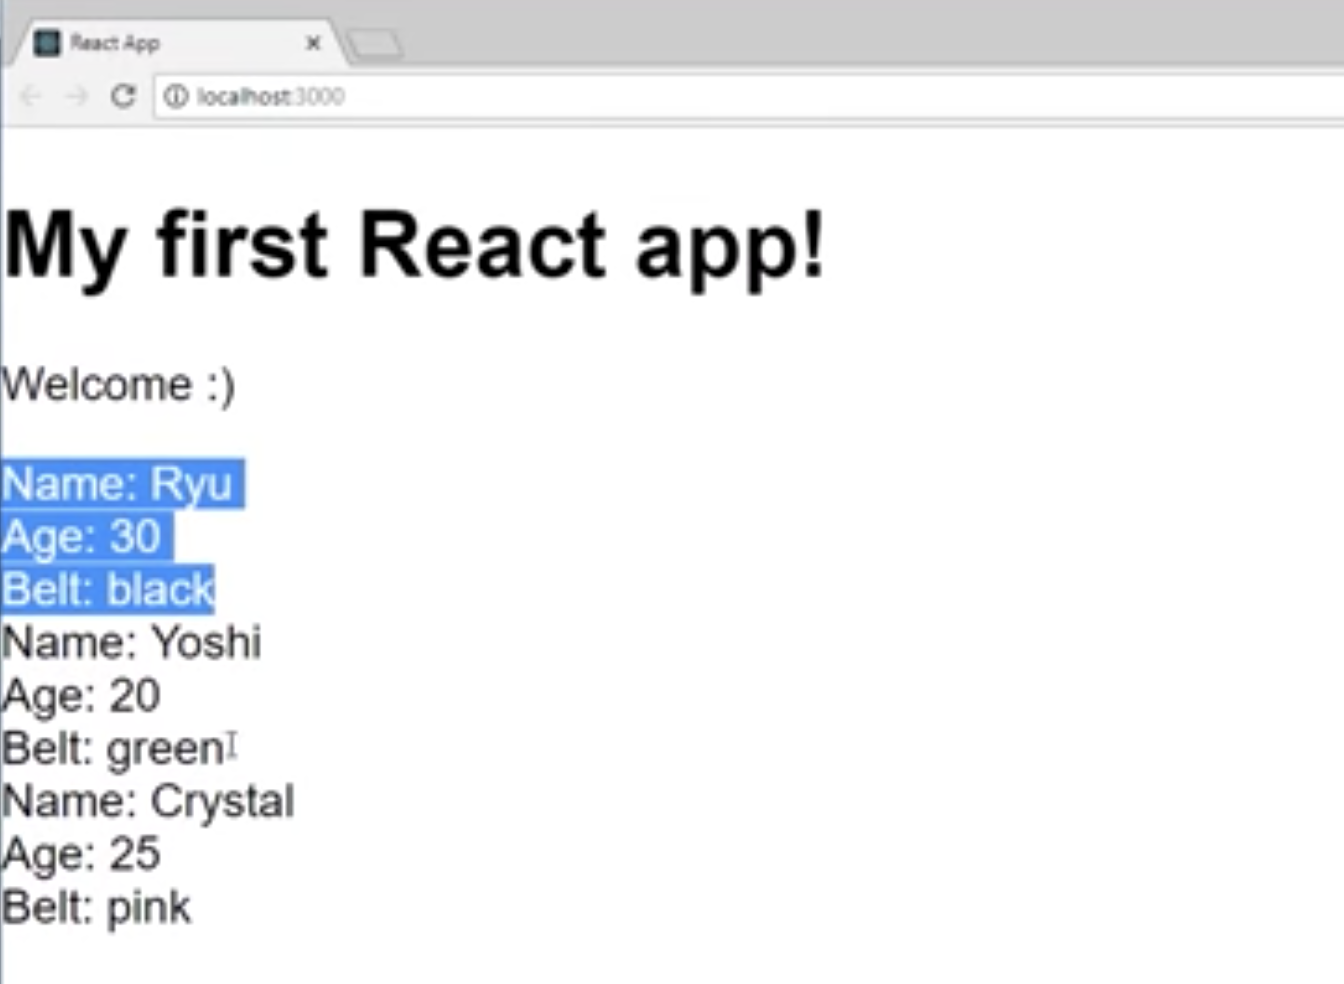 React App
localhost:3000
My first React app!
Welcome :)
Name: Ryu
Age: 30
Belt: black
Name: Yoshi
Age: 20
Belt: green
Name: Crystal
Age: 25
Belt: pink